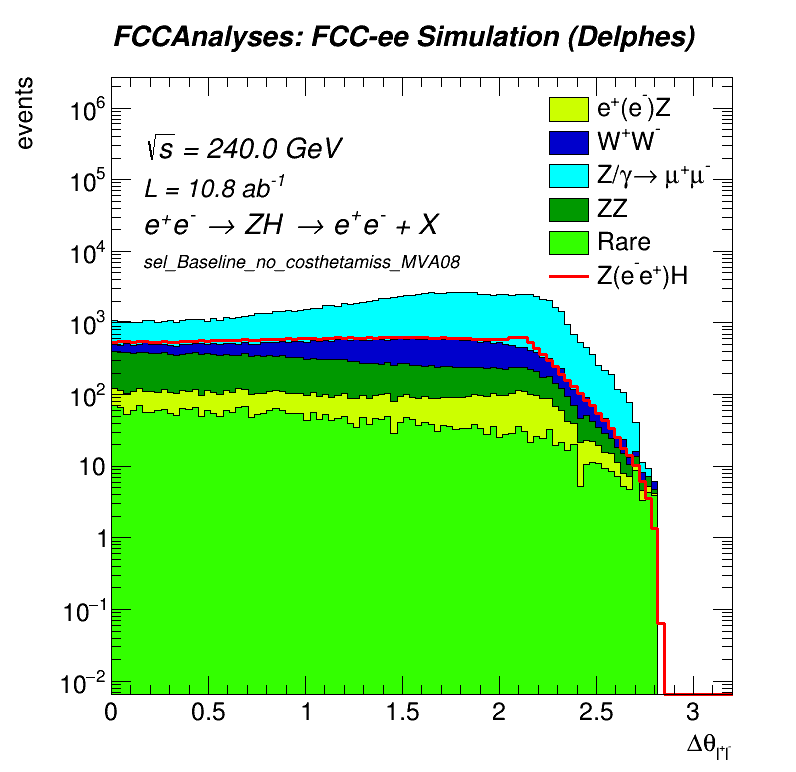 FCCAnalyses: FCC-ee Simulation (Delphes)
events
10⁶
10⁵
10⁴
10³
10²
10
1
10⁻¹
10⁻²
√s = 240.0 GeV
L = 10.8 ab⁻¹
e⁺e⁻ → ZH → e⁺e⁻ + X
sel_Baseline_no_costhetamiss_MVA08
e⁺(e⁻)Z
W⁺W⁻
Z/γ→ μ⁺μ⁻
ZZ
Rare
Z(e⁻e⁺)H
0 0.5 1 1.5 2 2.5 3
Δθ_l⁺l⁻